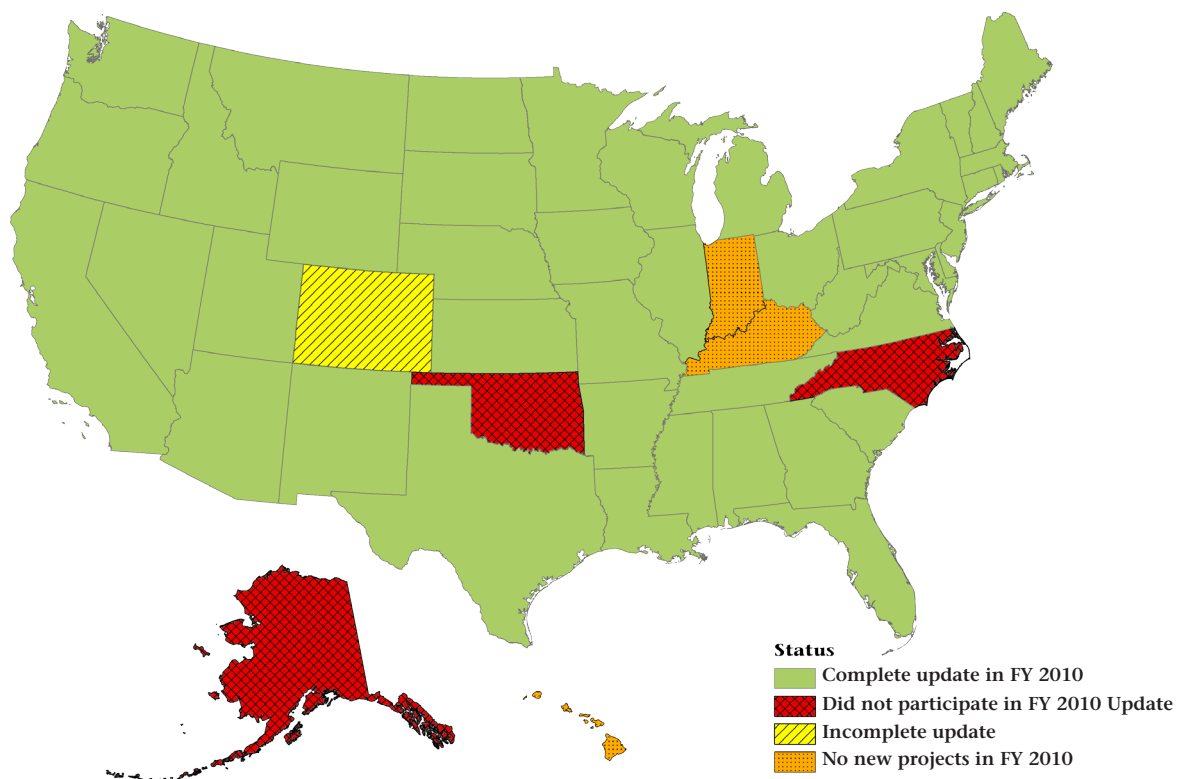 Status
Complete update in FY 2010
Did not participate in FY 2010 Update
Incomplete update
No new projects in FY 2010